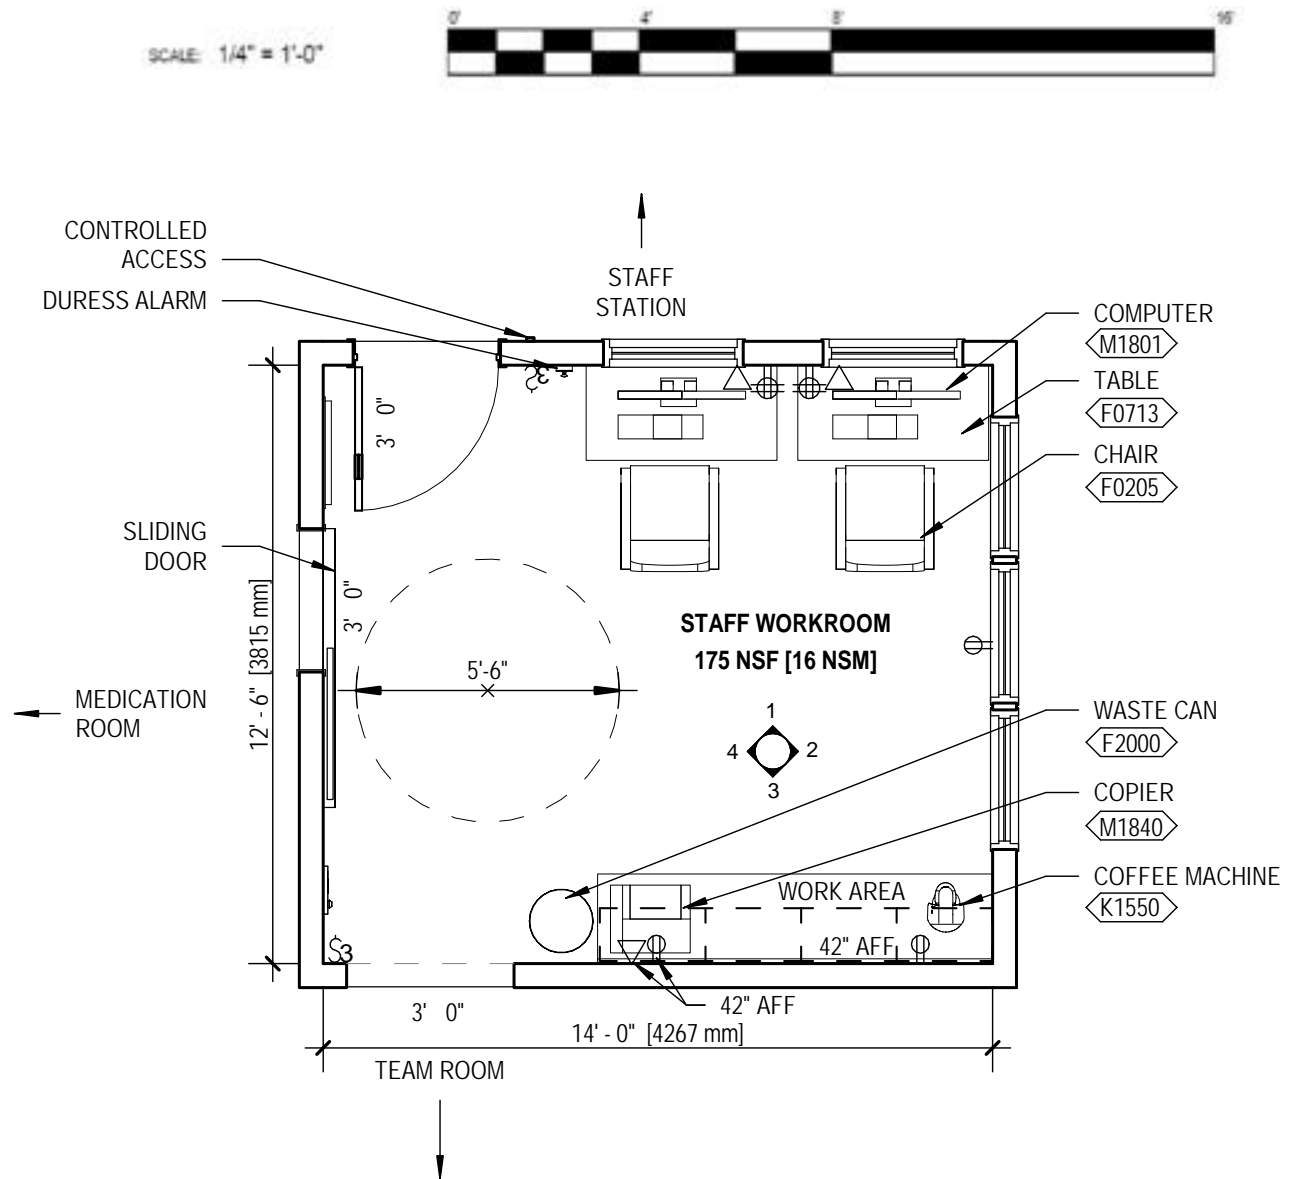 0' 4' 8' 16'
SCALE: 1/4" = 1'-0"
CONTROLLED
ACCESS
DURESS ALARM
STAFF
STATION
COMPUTER
M1801
TABLE
F0713
CHAIR
F0205
3' 0"
SLIDING
DOOR
3' 0"
12' - 6" [3815 mm]
MEDICATION
ROOM
5'-6"
STAFF WORKROOM
175 NSF [16 NSM]
1
4 2
3
WASTE CAN
F2000
COPIER
M1840
COFFEE MACHINE
K1550
WORK AREA
42" AFF
$3
$3
42" AFF
3' 0"
14' - 0" [4267 mm]
TEAM ROOM